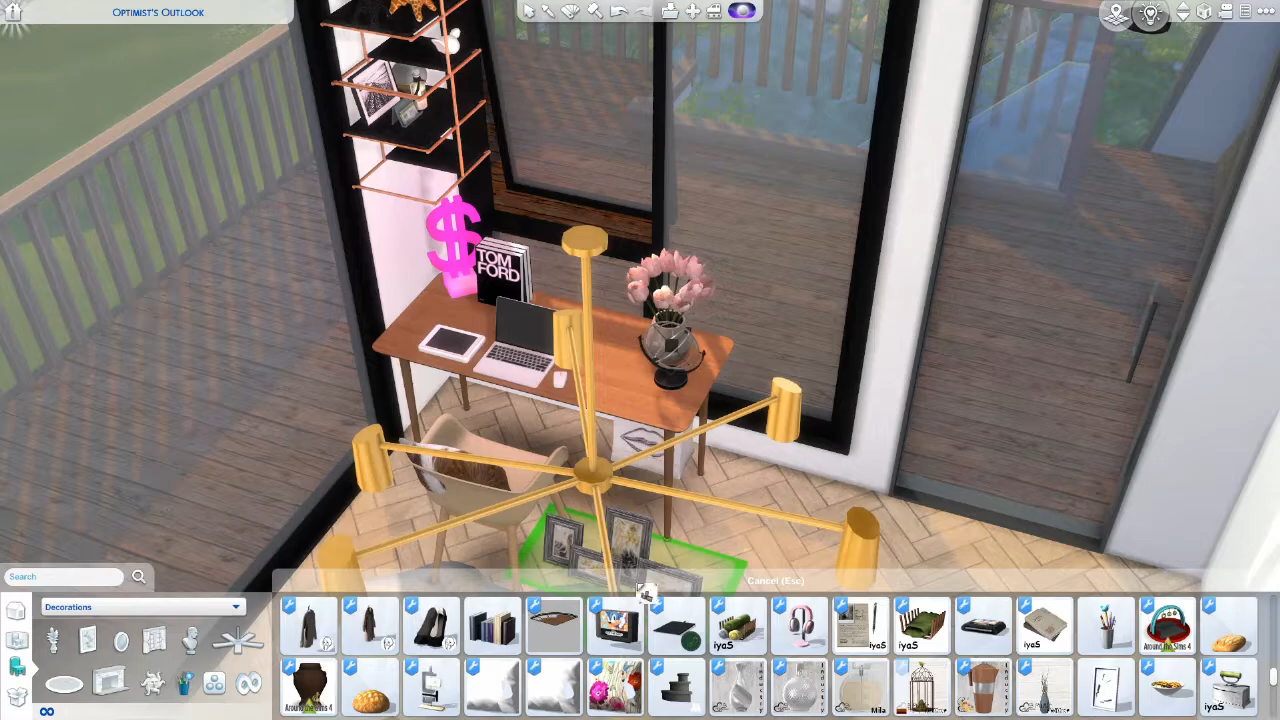 OPTIMIST'S OUTLOOK
TOM
FORD
Cancel (Esc)
Search
Decorations
iyaS
iyaS
iyaS
iyaS
Around the Sims 4
Around the Sims 4
Mila
iyaS